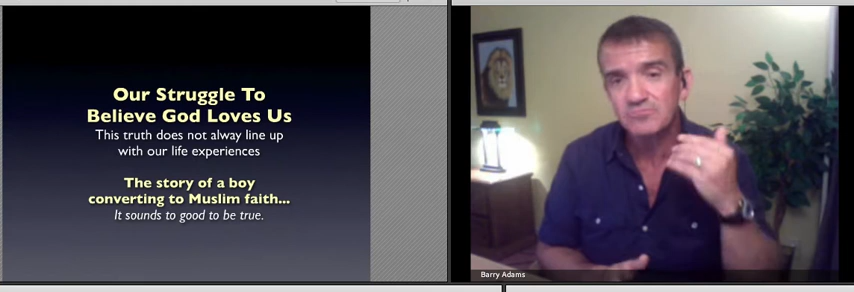 Our Struggle To
Believe God Loves Us
This truth does not alway line up
with our life experiences
The story of a boy
converting to Muslim faith...
It sounds to good to be true.
Barry Adams